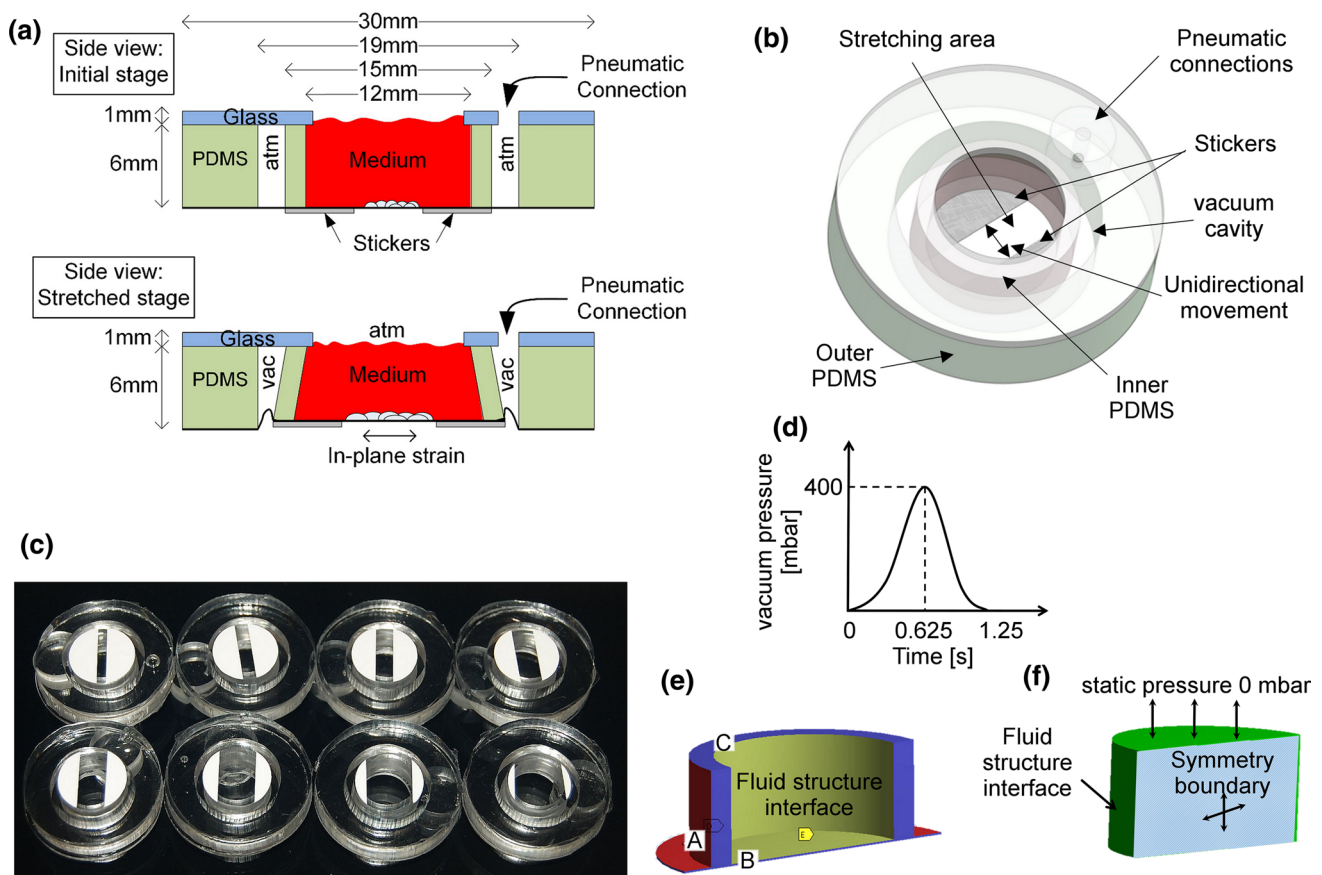 (a)
Side view:
Initial stage
30mm
19mm
15mm
12mm
Pneumatic
Connection
1mm
Glass
6mm
PDMS
atm
Medium
atm
Stickers
Side view:
Stretched stage
Pneumatic
Connection
1mm
Glass
atm
6mm
PDMS
vac
Medium
vac
In-plane strain
(b)
Stretching area
Pneumatic
connections
Stickers
vacuum
cavity
Unidirectional
movement
Outer
PDMS
Inner
PDMS
(c)
(d)
vacuum pressure
[mbar]
400
0
0.625
1.25
Time [s]
(e)
C
Fluid structure
interface
A
E
B
(f)
static pressure 0 mbar
Fluid
structure
interface
Symmetry
boundary